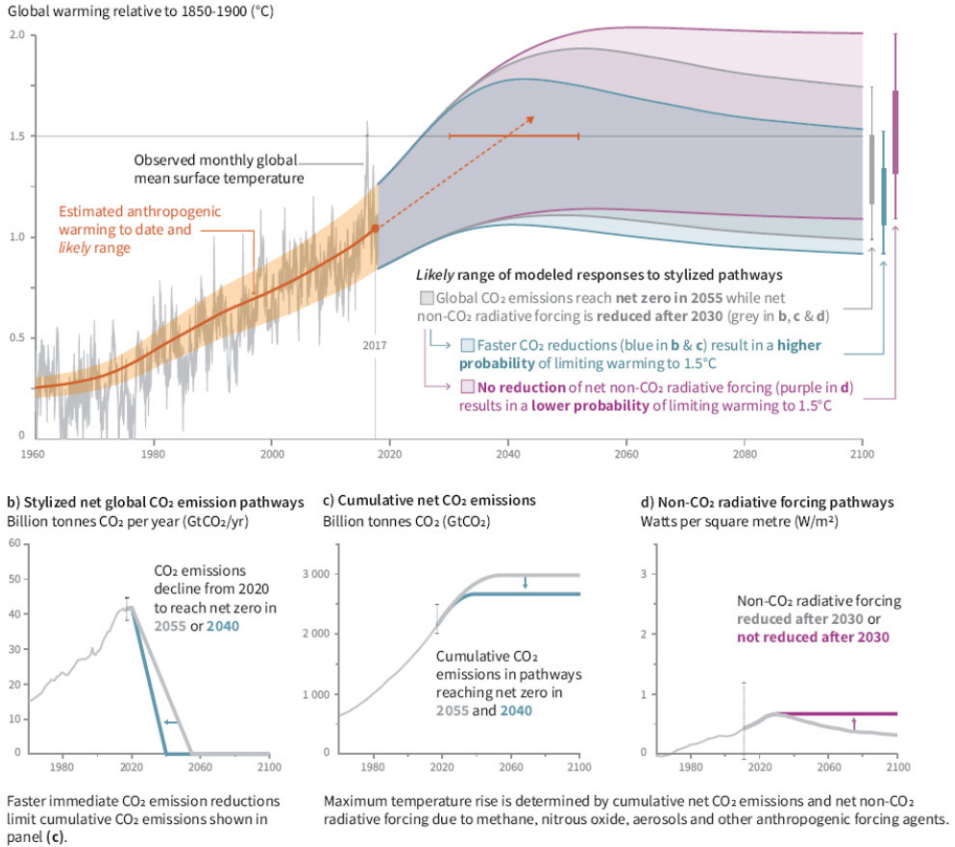 Global warming relative to 1850-1900 (°C)
2.0
1.5
Observed monthly global
mean surface temperature
Estimated anthropogenic
warming to date and
likely range
1.0
Likely range of modeled responses to stylized pathways
Global CO₂ emissions reach net zero in 2055 while net
non-CO₂ radiative forcing is reduced after 2030 (grey in b, c & d)
0.5
2017
Faster CO₂ reductions (blue in b & c) result in a higher
probability of limiting warming to 1.5°C
No reduction of net non-CO₂ radiative forcing (purple in d)
results in a lower probability of limiting warming to 1.5°C
0
1960 1980 2000 2020 2040 2060 2080 2100
b) Stylized net global CO₂ emission pathways
Billion tonnes CO₂ per year (GtCO₂/yr)
60
50
40
30
20
10
0
CO₂ emissions
decline from 2020
to reach net zero in
2055 or 2040
1980 2020 2060 2100
Faster immediate CO₂ emission reductions
limit cumulative CO₂ emissions shown in
panel (c).
c) Cumulative net CO₂ emissions
Billion tonnes CO₂ (GtCO₂)
3 000
2 000
1 000
0
Cumulative CO₂
emissions in pathways
reaching net zero in
2055 and 2040
1980 2020 2060 2100
d) Non-CO₂ radiative forcing pathways
Watts per square metre (W/m²)
3
2
1
0
Non-CO₂ radiative forcing
reduced after 2030 or
not reduced after 2030
1980 2020 2060 2100
Maximum temperature rise is determined by cumulative net CO₂ emissions and net non-CO₂
radiative forcing due to methane, nitrous oxide, aerosols and other anthropogenic forcing agents.